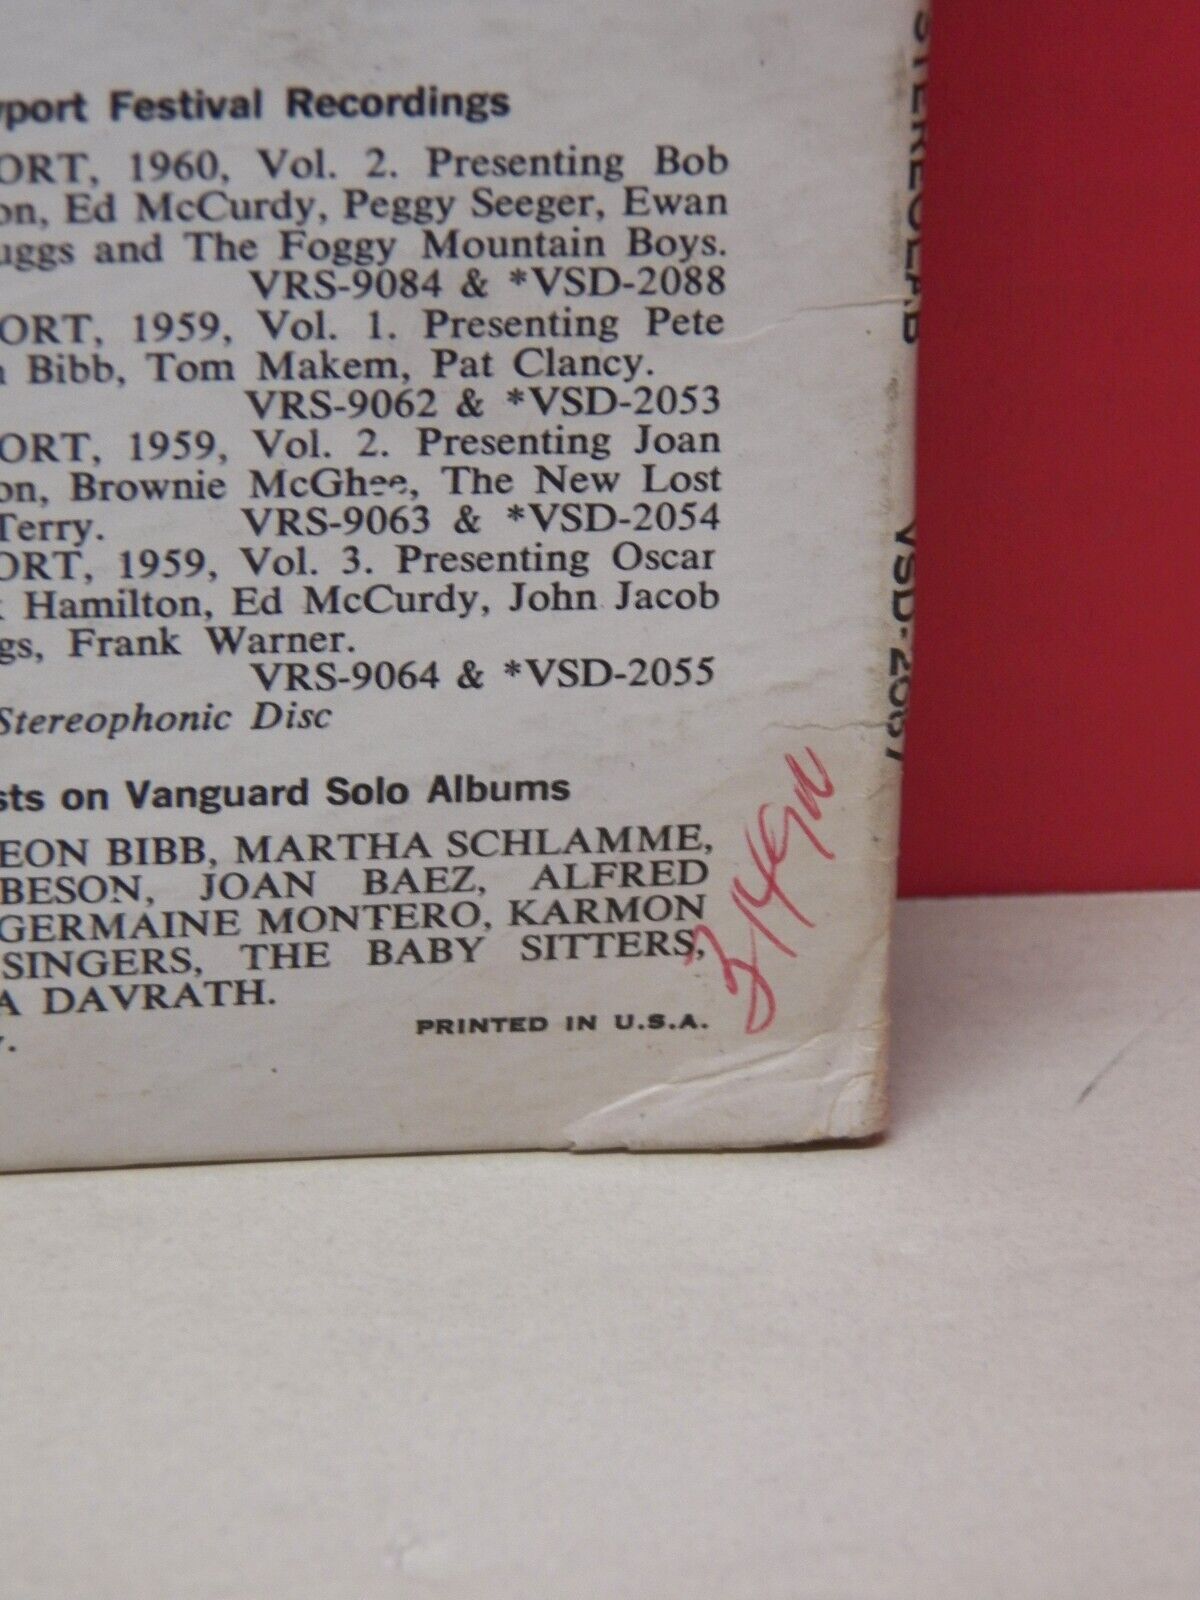 wport Festival Recordings
ORT, 1960, Vol. 2. Presenting Bob
on, Ed McCurdy, Peggy Seeger, Ewan
uggs and The Foggy Mountain Boys.
VRS-9084 & *VSD-2088
ORT, 1959, Vol. 1. Presenting Pete
n Bibb, Tom Makem, Pat Clancy.
VRS-9062 & *VSD-2053
ORT, 1959, Vol. 2. Presenting Joan
on, Brownie McGhee, The New Lost
Terry. VRS-9063 & *VSD-2054
ORT, 1959, Vol. 3. Presenting Oscar
k Hamilton, Ed McCurdy, John Jacob
gs, Frank Warner.
VRS-9064 & *VSD-2055
Stereophonic Disc
sts on Vanguard Solo Albums
EON BIBB, MARTHA SCHLAMME,
BESON, JOAN BAEZ, ALFRED
GERMAINE MONTERO, KARMON
SINGERS, THE BABY SITTERS,
A DAVRATH.
y.
PRINTED IN U.S.A.
STEREOLAB VSD-2087